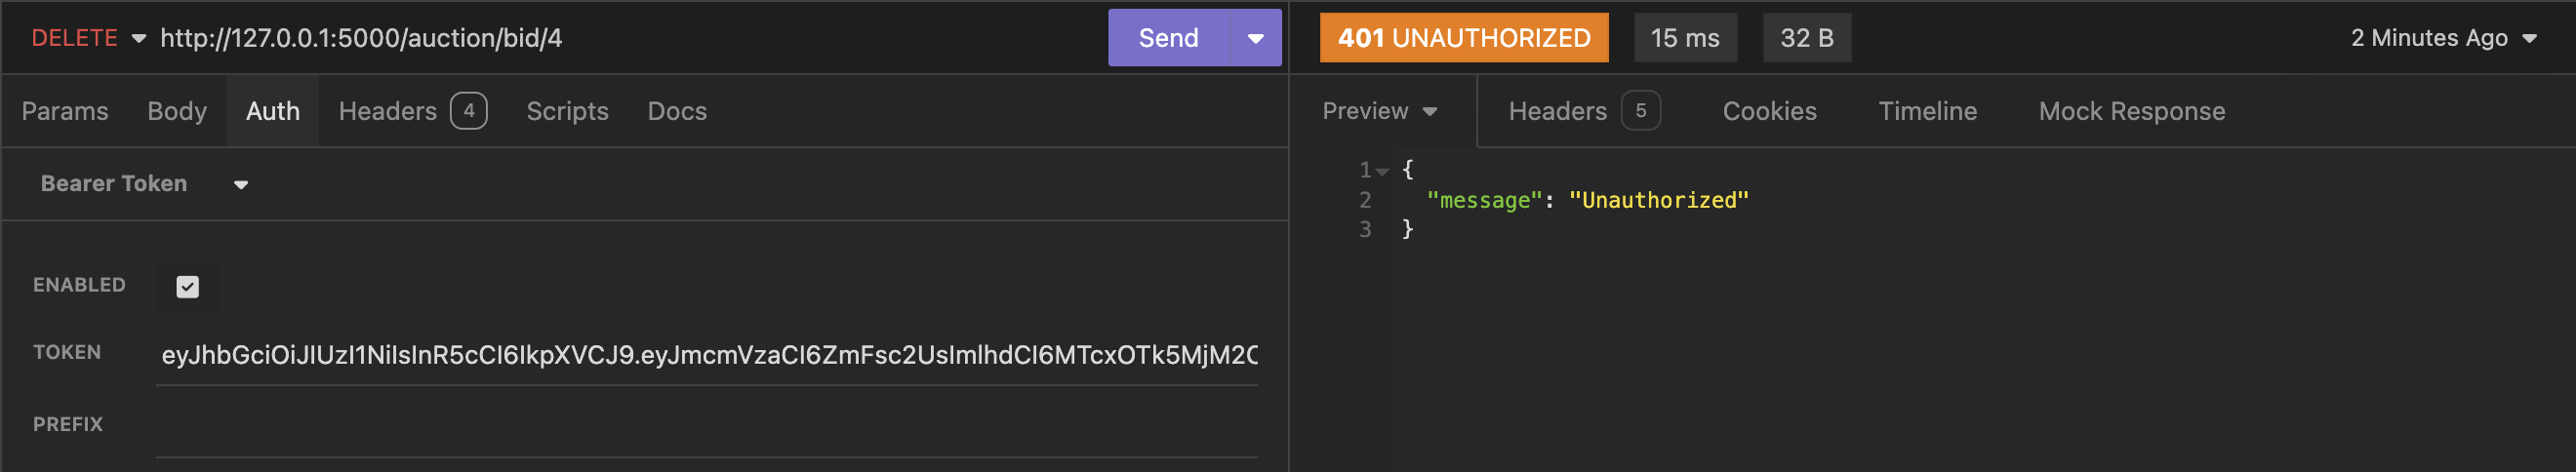 DELETE http://127.0.0.1:5000/auction/bid/4 Send
401 UNAUTHORIZED 15 ms 32 B 2 Minutes Ago
Params Body Auth Headers 4 Scripts Docs
Preview Headers 5 Cookies Timeline Mock Response
Bearer Token
ENABLED
TOKEN eyJhbGciOiJIUzI1NiIsInR5cCI6IkpXVCJ9.eyJmcmVzaCI6ZmFsc2UsImlhdCI6MTcxOTk5MjM2O
PREFIX
1 {
2 "message": "Unauthorized"
3 }